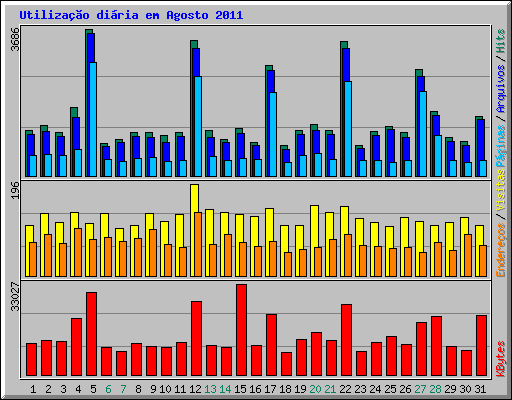 Utilização diária em Agosto 2011
3686
196
33027
Endereços / Visitas
Páginas / Arquivos / Hits
KBytes
1 2 3 4 5 6 7 8 9 10 11 12 13 14 15 16 17 18 19 20 21 22 23 24 25 26 27 28 29 30 31